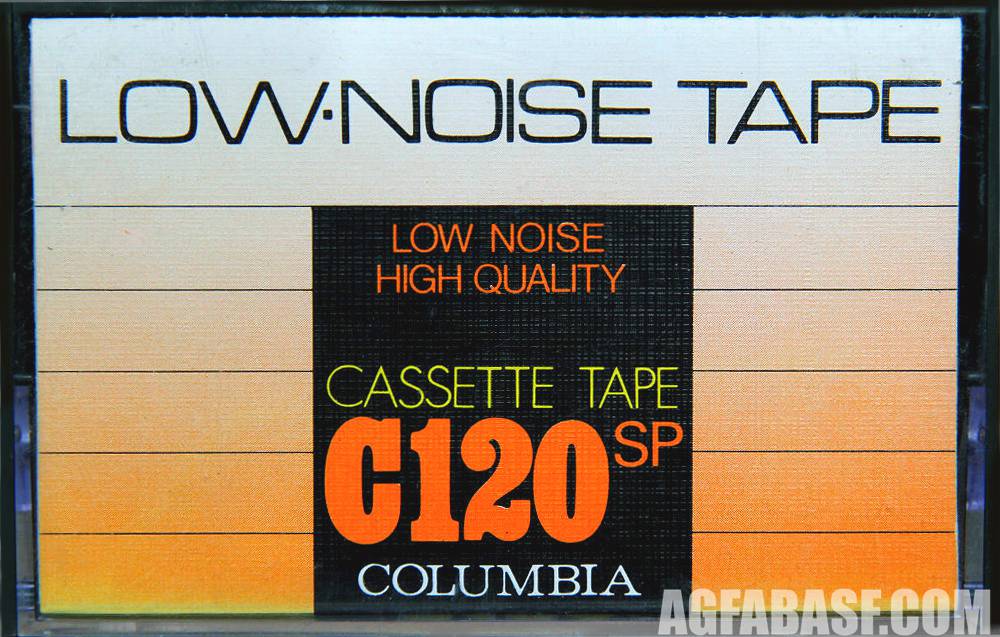 LOW·NOISE TAPE
LOW NOISE
HIGH QUALITY
CASSETTE TAPE
C120 SP
COLUMBIA
AGFABASF.COM